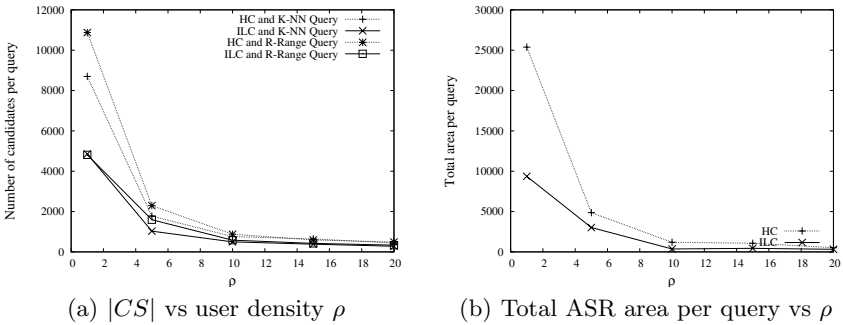 Number of candidates per query
12000
10000
8000
6000
4000
2000
0
0 2 4 6 8 10 12 14 16 18 20
ρ
HC and K-NN Query
ILC and K-NN Query
HC and R-Range Query
ILC and R-Range Query
(a) |CS| vs user density ρ
Total area per query
30000
25000
20000
15000
10000
5000
0
0 2 4 6 8 10 12 14 16 18 20
ρ
HC
ILC
(b) Total ASR area per query vs ρ